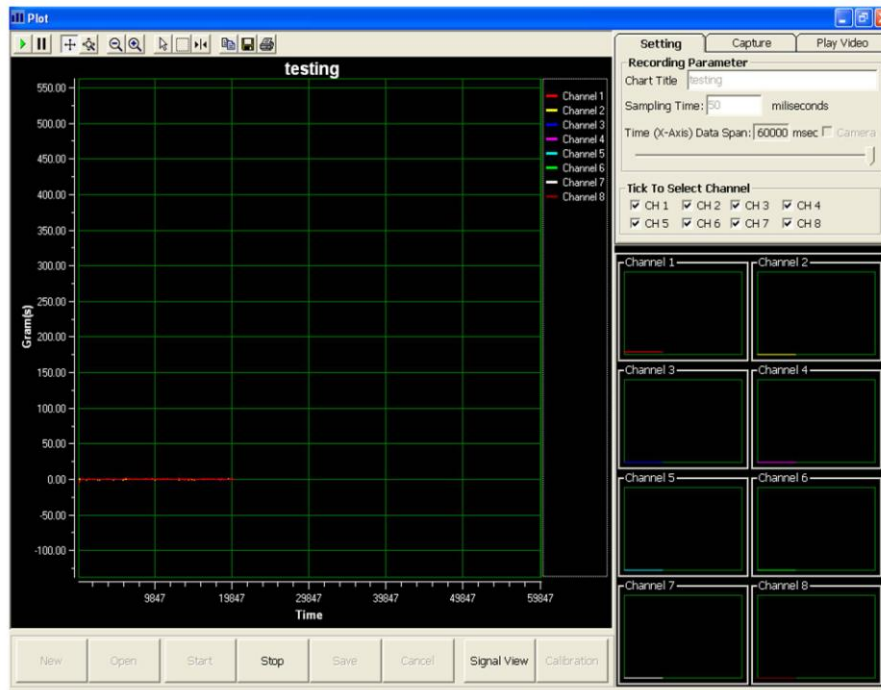 Plot
testing
550.00
500.00
450.00
400.00
350.00
300.00
250.00
200.00
150.00
100.00
50.00
0.00
-50.00
-100.00
Gram(s)
9847 19847 29847 39847 49847 59847
Time
Channel 1
Channel 2
Channel 3
Channel 4
Channel 5
Channel 6
Channel 7
Channel 8
New Open Start Stop Save Cancel Signal View Calibration
Setting Capture Play Video
Recording Parameter
Chart Title testing
Sampling Time: 50 miliseconds
Time (X-Axis) Data Span: 60000 msec Camera
Tick To Select Channel
CH 1 CH 2 CH 3 CH 4
CH 5 CH 6 CH 7 CH 8
Channel 1 Channel 2
Channel 3 Channel 4
Channel 5 Channel 6
Channel 7 Channel 8